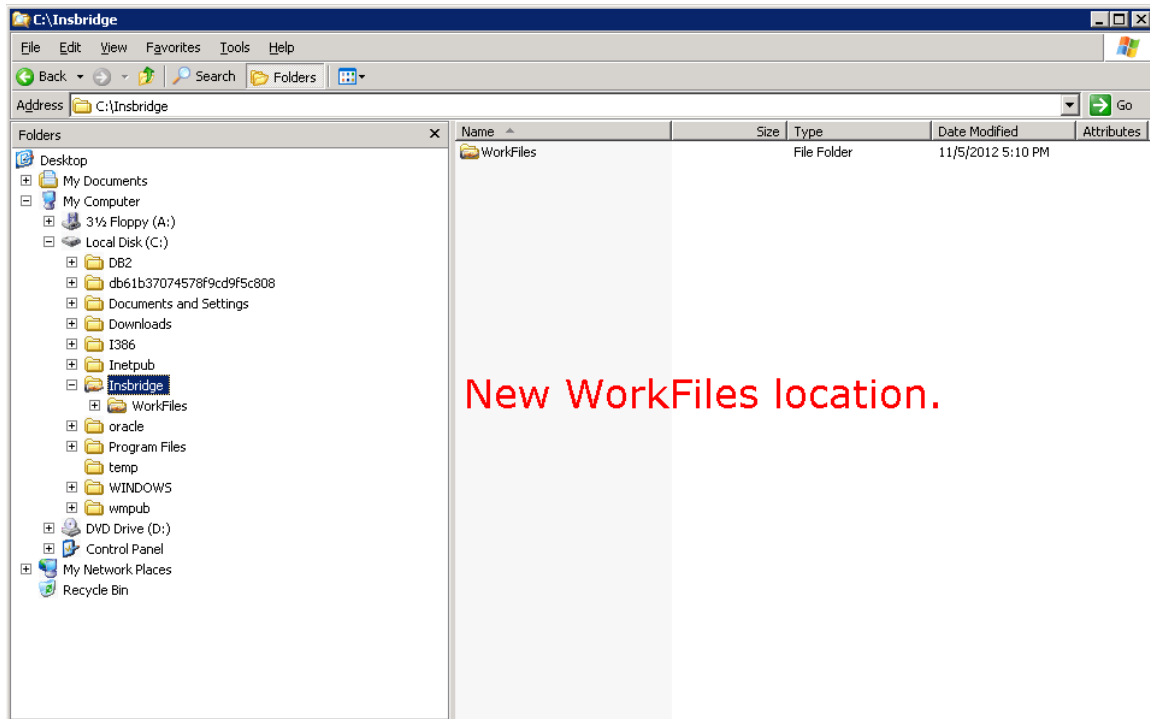 C:\Insbridge
File Edit View Favorites Tools Help
Back Search Folders
Address C:\Insbridge Go
Folders x Name Size Type Date Modified Attributes
Desktop
WorkFiles File Folder 11/5/2012 5:10 PM
My Documents
My Computer
3½ Floppy (A:)
Local Disk (C:)
DB2
db61b37074578f9cd9f5c808
Documents and Settings
Downloads
I386
Inetpub
Insbridge
WorkFiles
New WorkFiles location.
oracle
Program Files
temp
WINDOWS
wmpub
DVD Drive (D:)
Control Panel
My Network Places
Recycle Bin